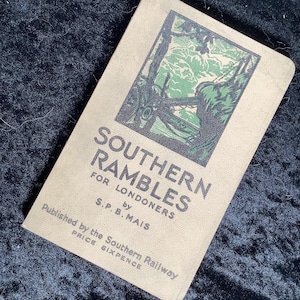 SOUTHERN
RAMBLES
FOR LONDONERS
by
S.P.B. MAIS
Published by the Southern Railway
PRICE SIXPENCE